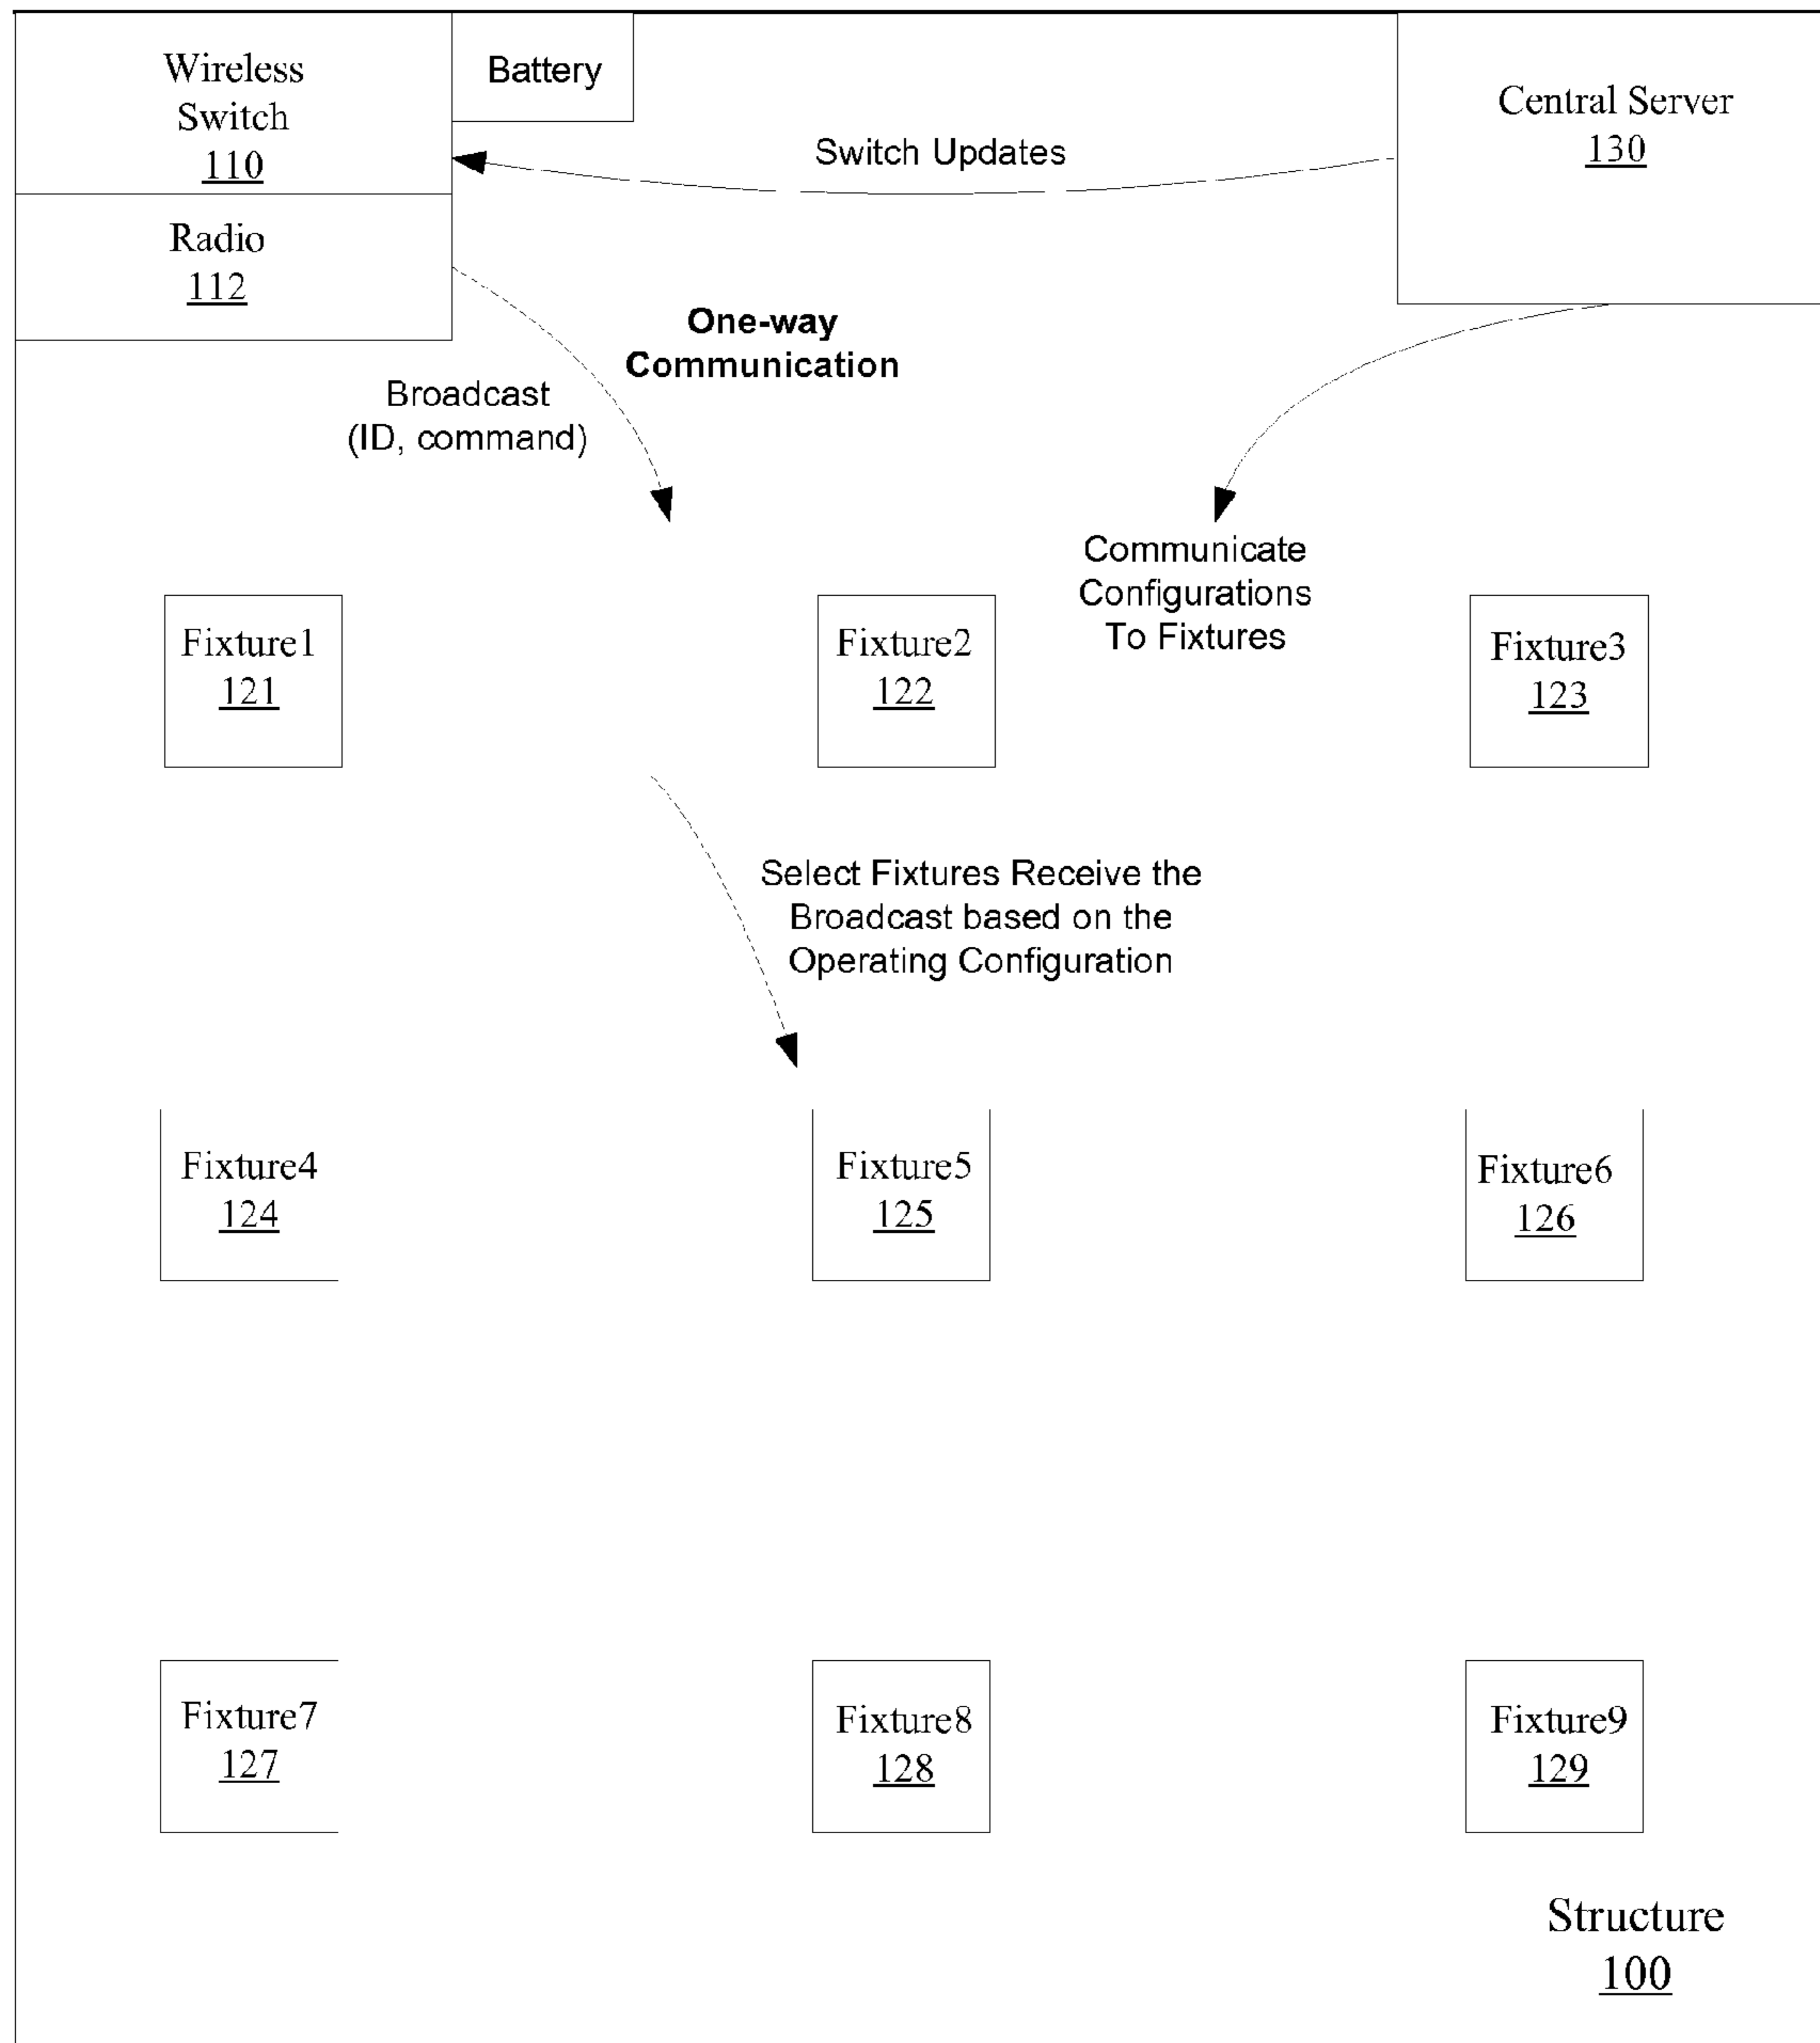 Wireless
Switch
110
Battery
Central Server
130
Switch Updates
Radio
112
One-way
Communication
Broadcast
(ID, command)
Communicate
Configurations
To Fixtures
Fixture1
121
Fixture2
122
Fixture3
123
Select Fixtures Receive the
Broadcast based on the
Operating Configuration
Fixture4
124
Fixture5
125
Fixture6
126
Fixture7
127
Fixture8
128
Fixture9
129
Structure
100